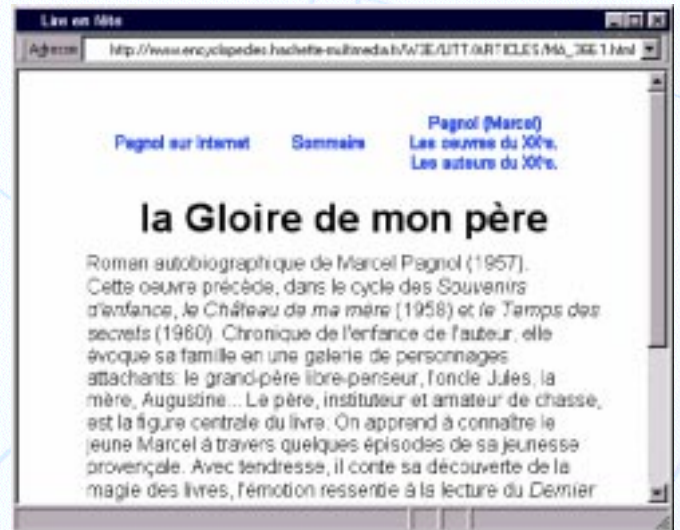 Lire en fête
Adresse http://www.encyclopedies.hachette-multimedia.fr/W3E/LITT/ARTICLES/MA_366.1.html
Pagnol (Marcel)
Pagnol sur Internet Sommaire Les oeuvres du XXe.
Les auteurs du XXe.
la Gloire de mon père
Roman autobiographique de Marcel Pagnol (1957).
Cette oeuvre précède, dans le cycle des Souvenirs
d'enfance, le Château de ma mère (1958) et le Temps des
secrets (1960). Chronique de l'enfance de l'auteur, elle
évoque sa famille en une galerie de personnages
attachants: le grand-père libre-penseur, l'oncle Jules, la
mère, Augustine... Le père, instituteur et amateur de chasse,
est la figure centrale du livre. On apprend à connaître le
jeune Marcel à travers quelques épisodes de sa jeunesse
provençale. Avec tendresse, il conte sa découverte de la
magie des livres, l'émotion ressentie à la lecture du Dernier